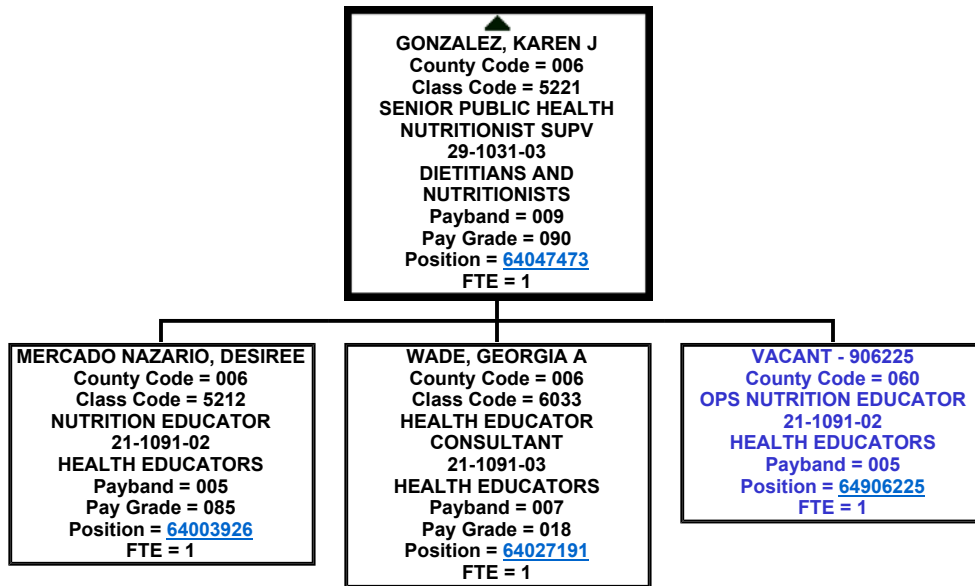 GONZALEZ, KAREN J
County Code = 006
Class Code = 5221
SENIOR PUBLIC HEALTH
NUTRITIONIST SUPV
29-1031-03
DIETITIANS AND
NUTRITIONISTS
Payband = 009
Pay Grade = 090
Position = 64047473
FTE = 1
MERCADO NAZARIO, DESIREE
County Code = 006
Class Code = 5212
NUTRITION EDUCATOR
21-1091-02
HEALTH EDUCATORS
Payband = 005
Pay Grade = 085
Position = 64003926
FTE = 1
WADE, GEORGIA A
County Code = 006
Class Code = 6033
HEALTH EDUCATOR
CONSULTANT
21-1091-03
HEALTH EDUCATORS
Payband = 007
Pay Grade = 018
Position = 64027191
FTE = 1
VACANT - 906225
County Code = 060
OPS NUTRITION EDUCATOR
21-1091-02
HEALTH EDUCATORS
Payband = 005
Position = 64906225
FTE = 1